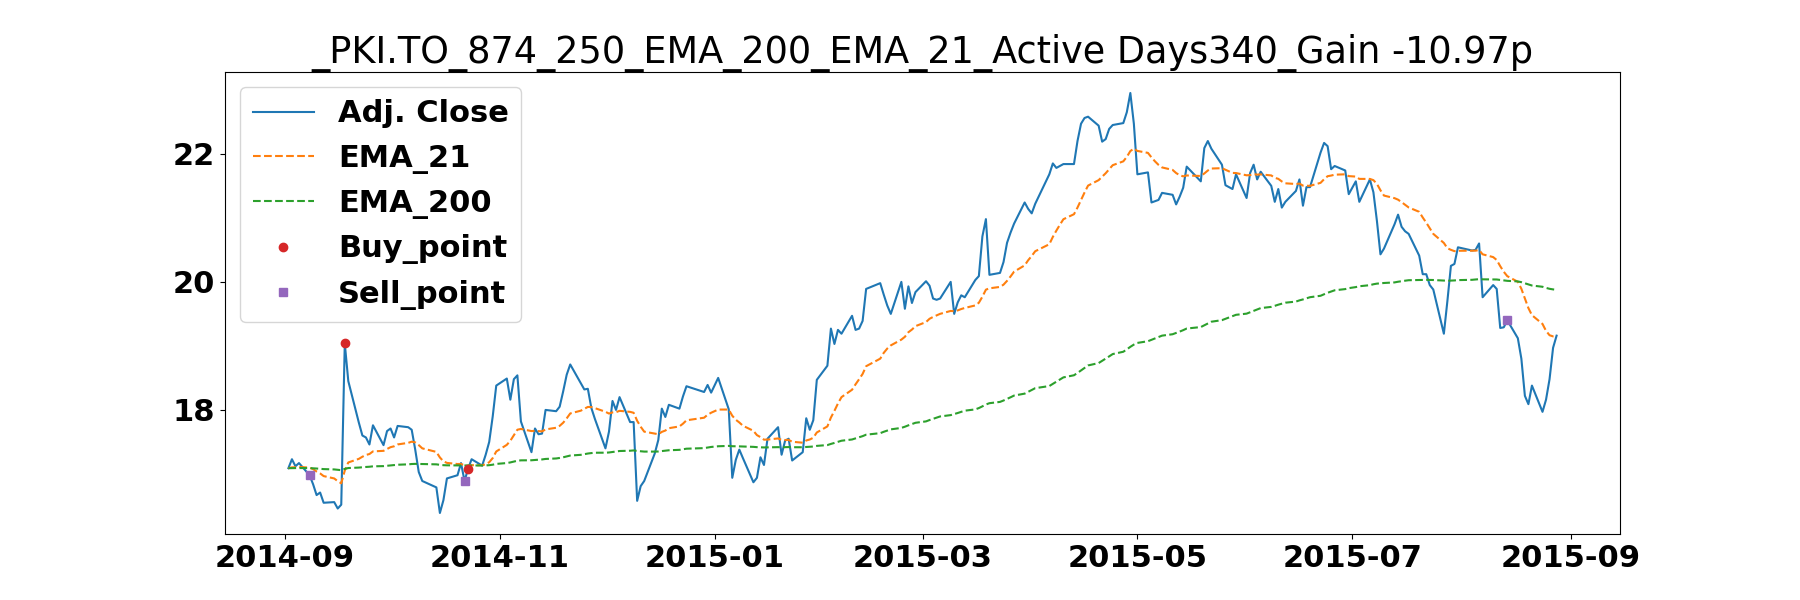 _PKI.TO_874_250_EMA_200_EMA_21_Active Days340_Gain -10.97p
Adj. Close
EMA_21
EMA_200
Buy_point
Sell_point
22
20
18
2014-09 2014-11 2015-01 2015-03 2015-05 2015-07 2015-09